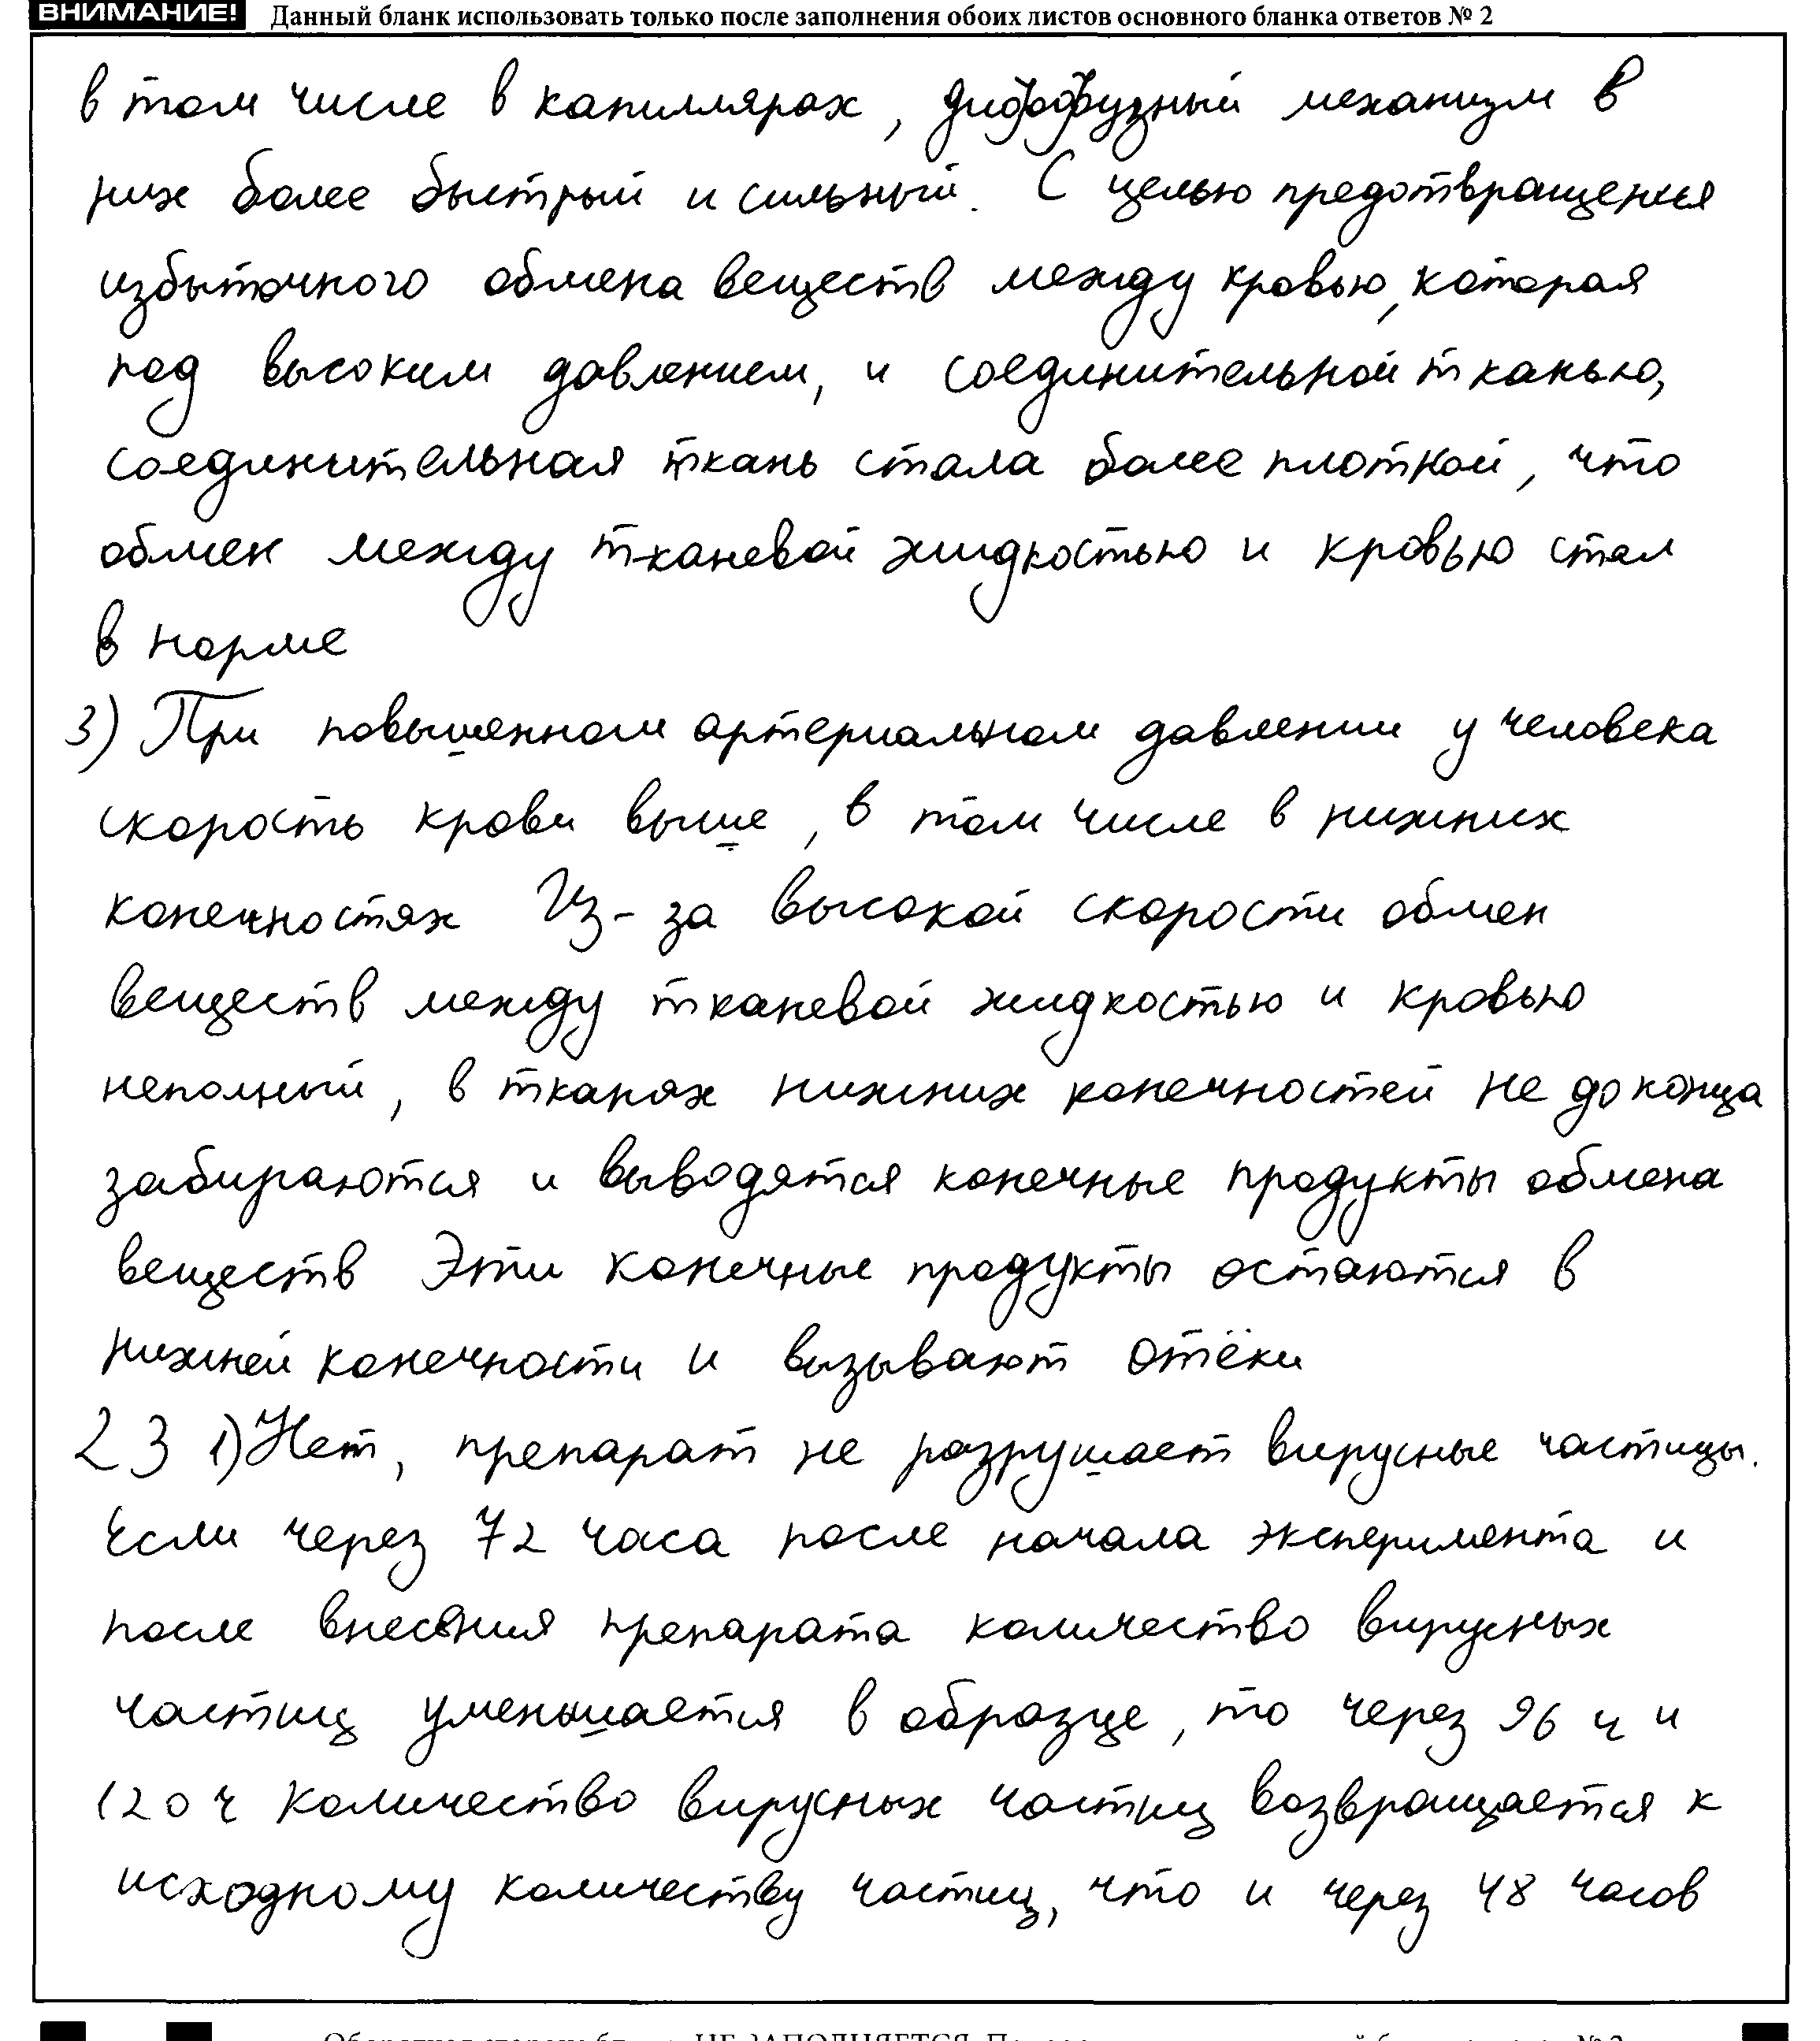 ВНИМАНИЕ! Данный бланк использовать только после заполнения обоих листов основного бланка ответов № 2
в том числе в капиллярах, диффузный механизм в
них более быстрый и сильный. С целью предотвращения
избыточного обмена веществ между кровью, которая
под высоким давлением, и соединительной тканью,
соединительная ткань стала более плотной, что
обмен между тканевой жидкостью и кровью стал
в норме
3) При повышенном артериальном давлении у человека
скорость крови выше, в том числе в нижних
конечностях Из-за высокой скорости обмен
веществ между тканевой жидкостью и кровью
неполный, в тканях нижних конечностей не до конца
забираются и выводятся конечные продукты обмена
веществ Эти конечные продукты остаются в
нижней конечности и вызывают отёки
23 1) Нет, препарат не разрушает вирусные частицы.
Если через 72 часа после начала эксперимента и
после внесения препарата количество вирусных
частиц уменьшается в образце, то через 96 ч и
120 ч количество вирусных частиц возвращается к
исходному количеству частиц, что и через 48 часов